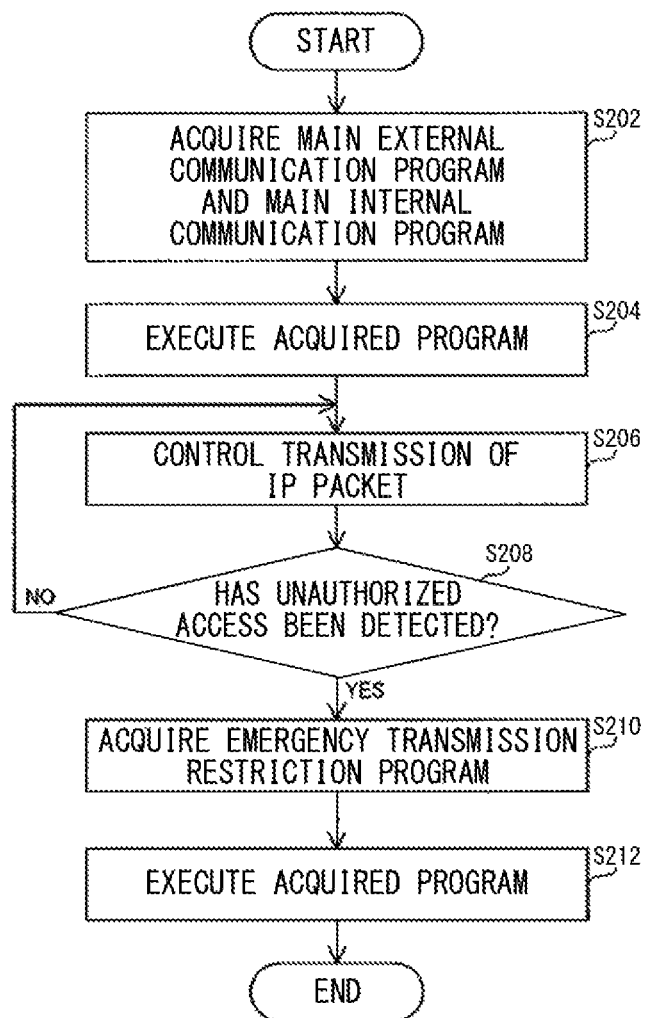 START
S202
ACQUIRE MAIN EXTERNAL
COMMUNICATION PROGRAM
AND MAIN INTERNAL
COMMUNICATION PROGRAM
S204
EXECUTE ACQUIRED PROGRAM
S206
CONTROL TRANSMISSION OF
IP PACKET
S208
HAS UNAUTHORIZED
ACCESS BEEN DETECTED?
NO
YES
S210
ACQUIRE EMERGENCY TRANSMISSION
RESTRICTION PROGRAM
S212
EXECUTE ACQUIRED PROGRAM
END